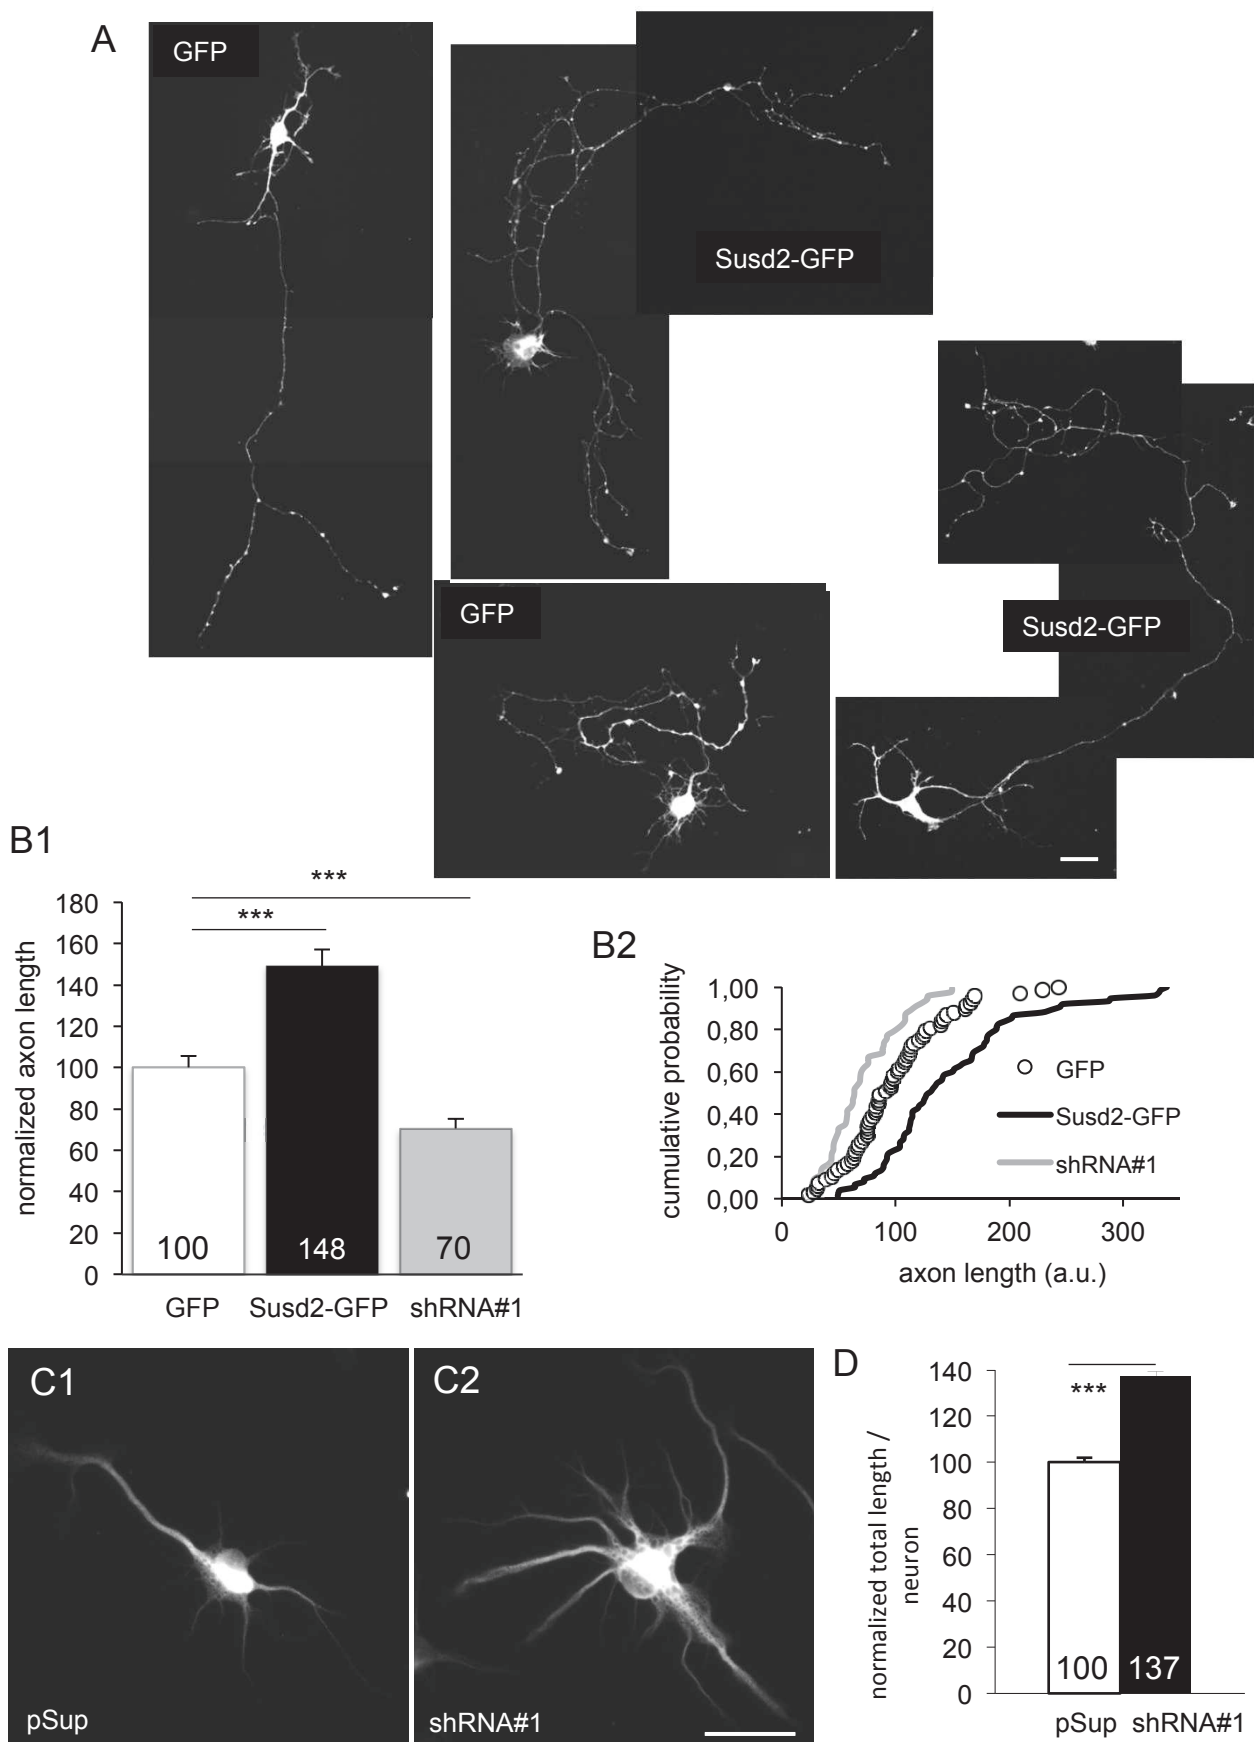 A
GFP
Susd2-GFP
GFP
Susd2-GFP
B1
***
***
180
160
140
120
100
80
60
40
20
0
normalized axon length
100
148
70
GFP
Susd2-GFP
shRNA#1
B2
cumulative probability
1,00
0,80
0,60
0,40
0,20
0,00
0
100
200
300
axon length (a.u.)
GFP
Susd2-GFP
shRNA#1
C1
pSup
C2
shRNA#1
D
***
normalized total length /
neuron
140
120
100
80
60
40
20
0
100
137
pSup
shRNA#1